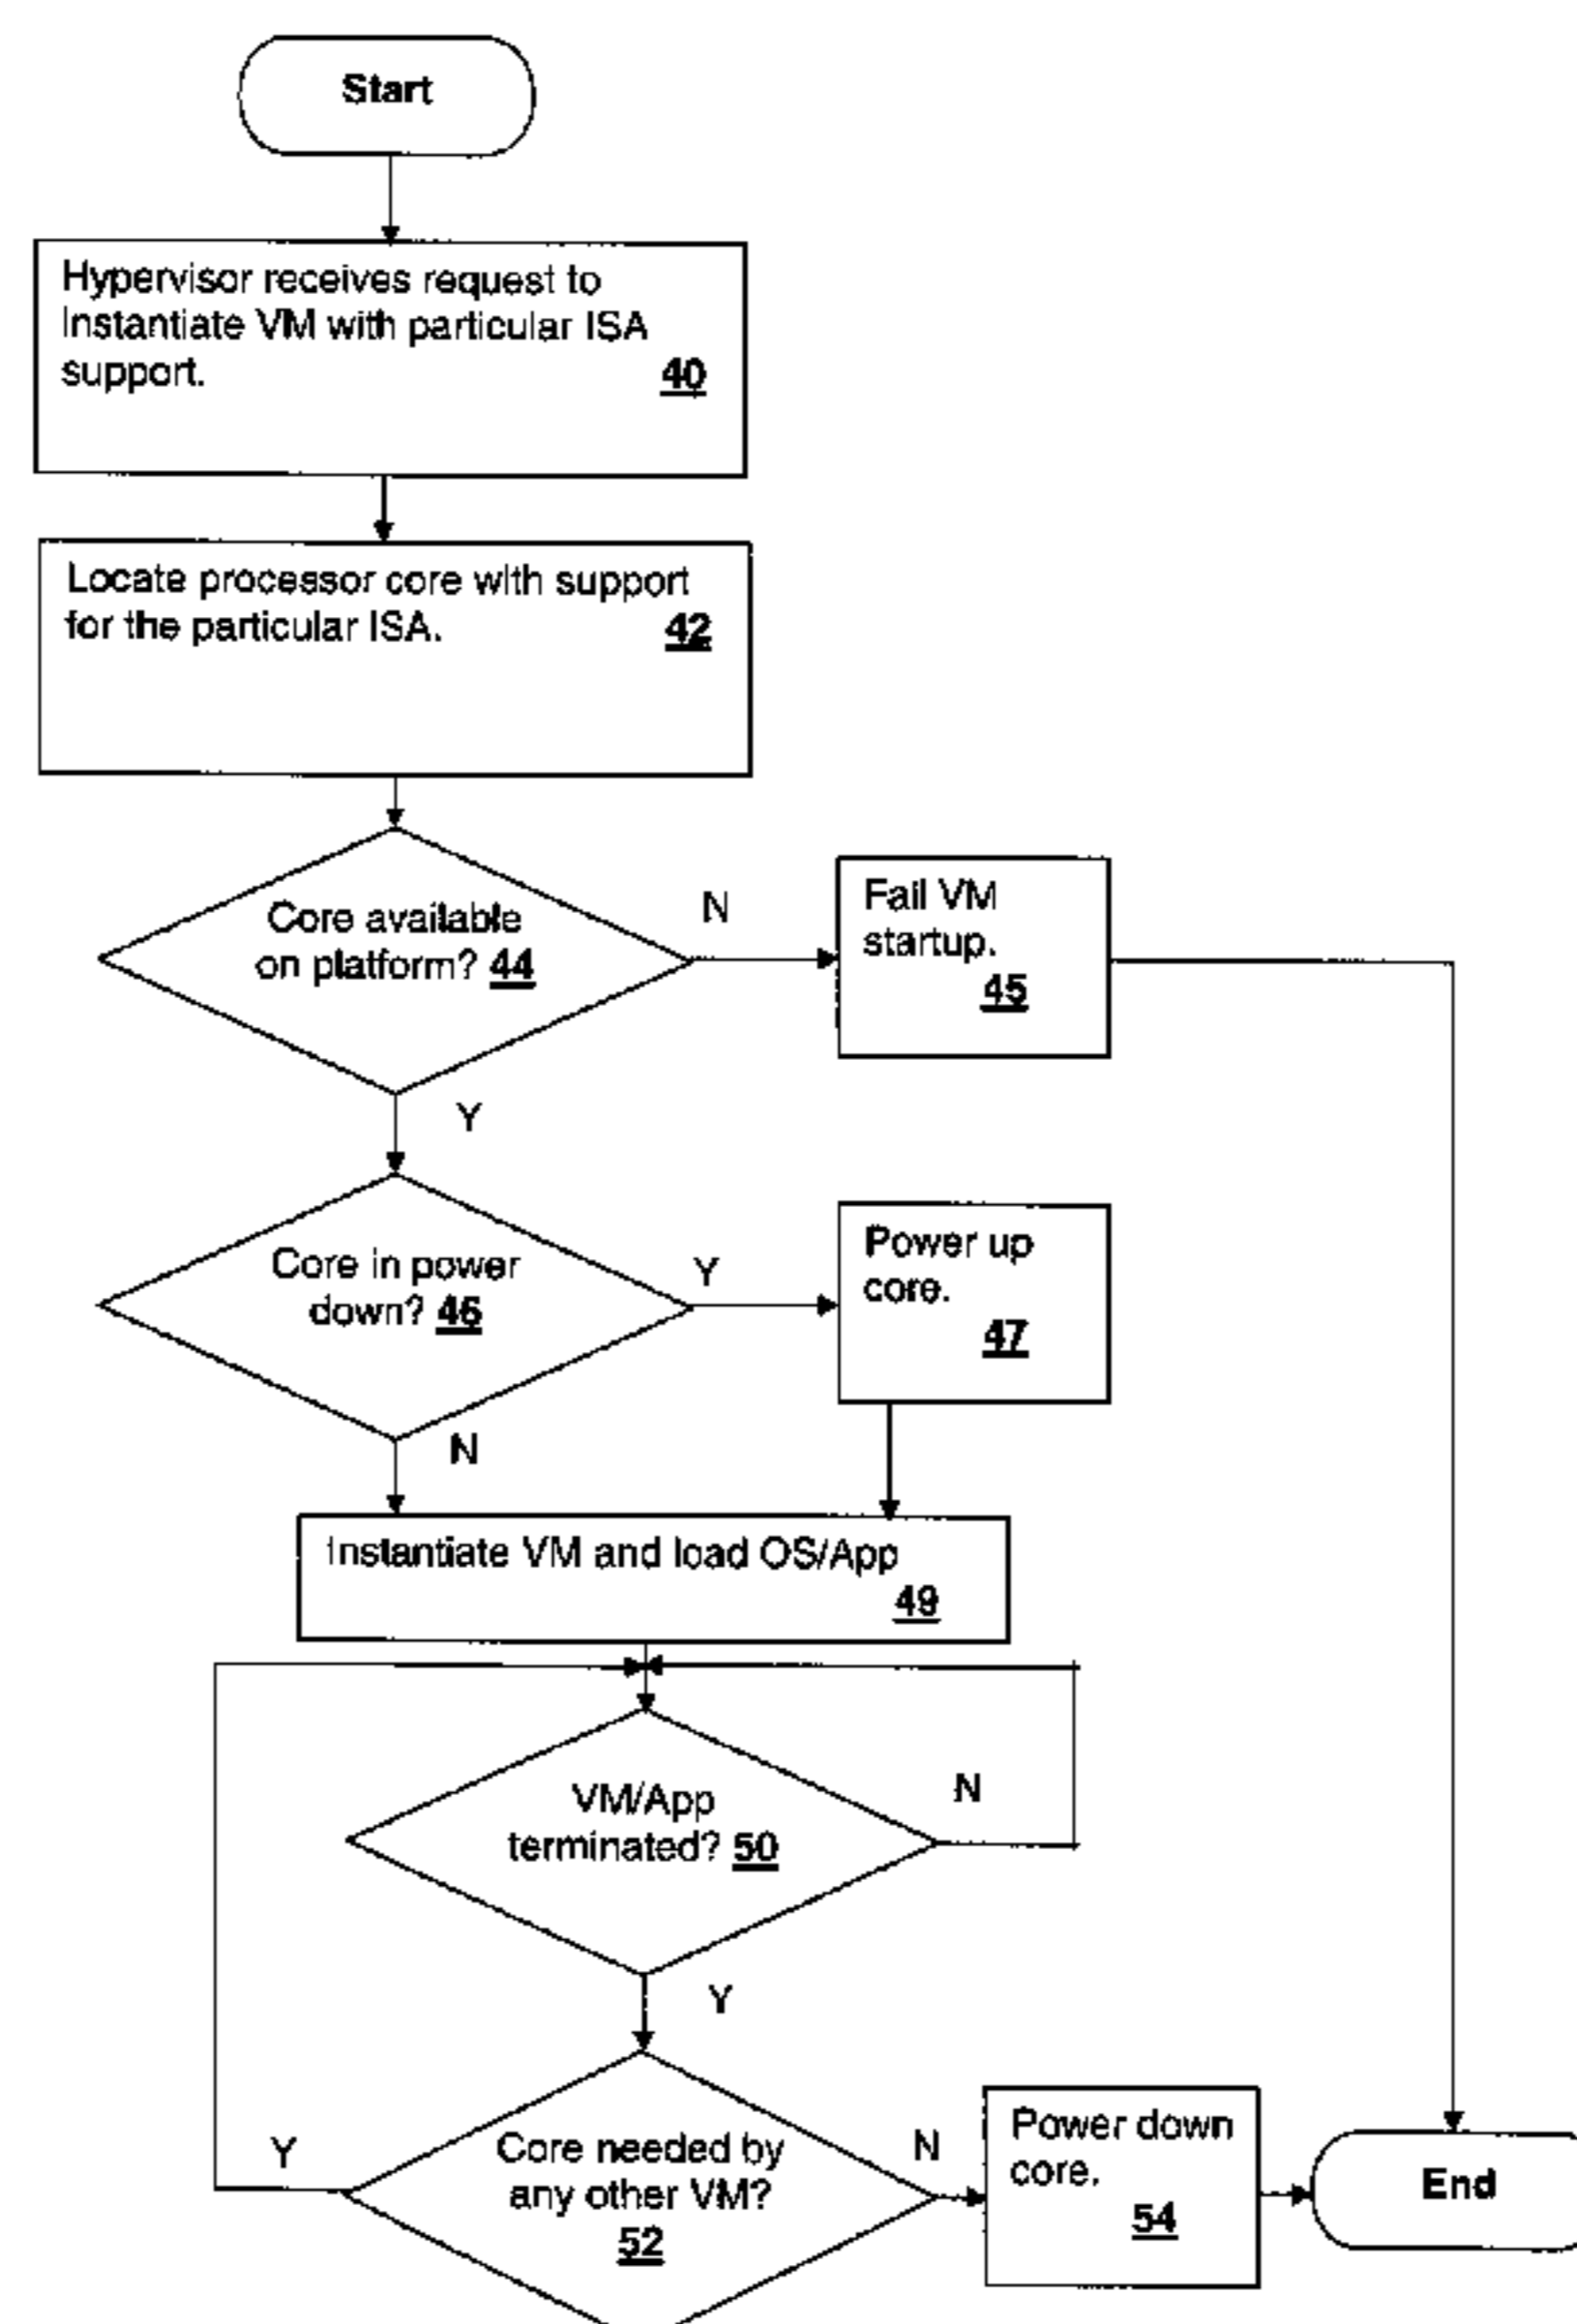 Start
Hypervisor receives request to
Instantiate VM with particular ISA
support. 40
Locate processor core with support
for the particular ISA. 42
Core available
on platform? 44
N
Fail VM
startup.
45
Y
Core in power
down? 46
Y
Power up
core.
47
N
Instantiate VM and load OS/App
49
VM/App
terminated? 50
N
Y
Core needed by
any other VM?
52
Y
N
Power down
core.
54
End